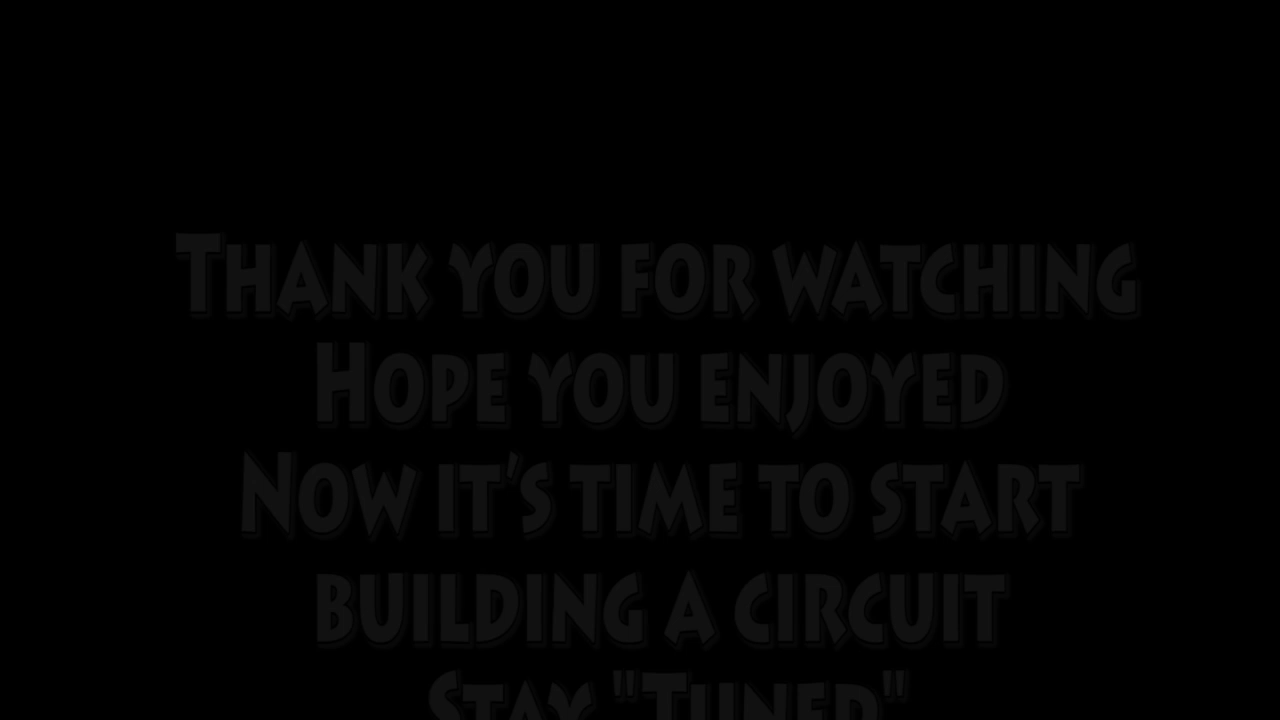 Thank you for watching
Hope you enjoyed
Now it's time to start
building a circuit
Stay "Tuned"